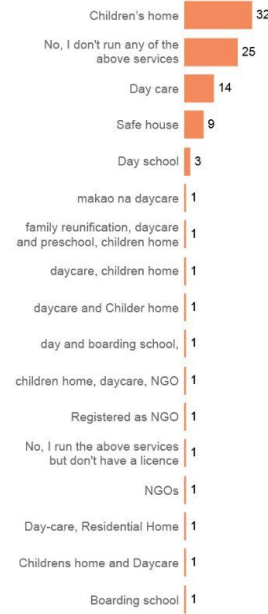 Children's home 32
No, I don't run any of the
above services 25
Day care 14
Safe house 9
Day school 3
makao na daycare 1
family reunification, daycare
and preschool, children home 1
daycare, children home 1
daycare and Childer home 1
day and boarding school, 1
children home, daycare, NGO 1
Registered as NGO 1
No, I run the above services
but don't have a licence 1
NGOs 1
Day-care, Residential Home 1
Childrens home and Daycare 1
Boarding school 1